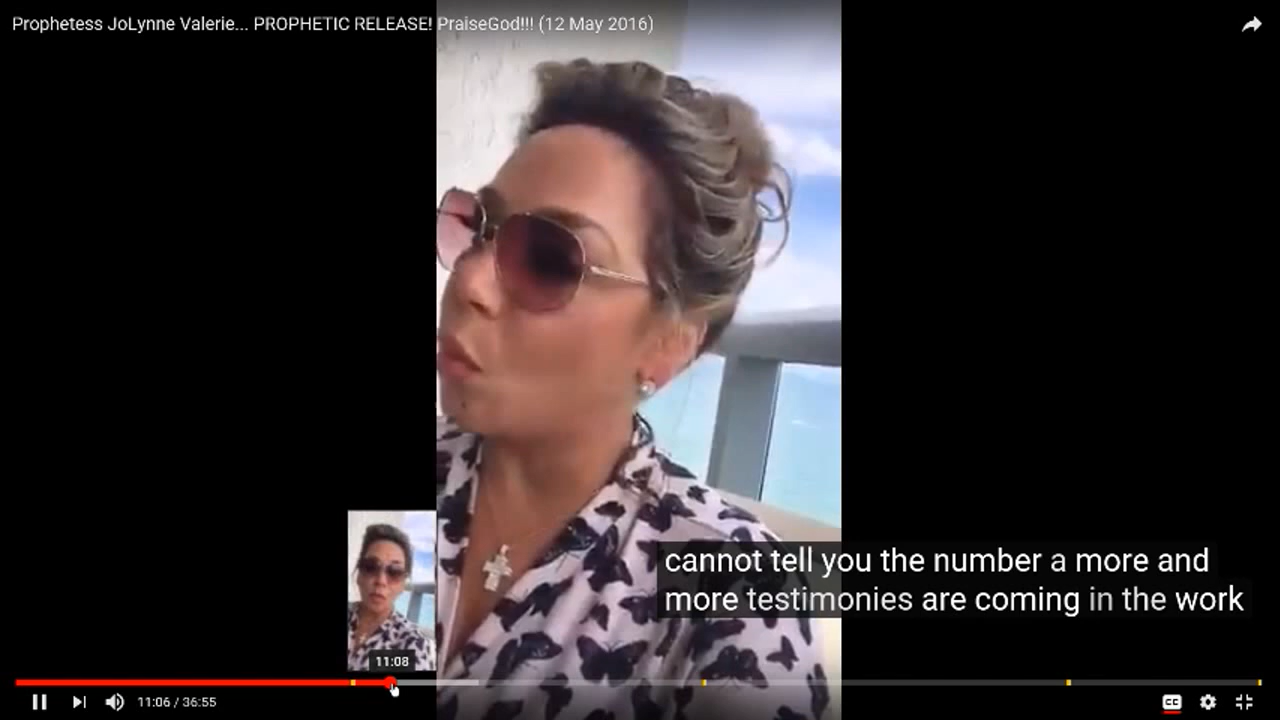 Prophetess JoLynne Valerie... PROPHETIC RELEASE! PraiseGod!!! (12 May 2016)
cannot tell you the number a more and
more testimonies are coming in the work
11:08
11:06 / 36:55
CC